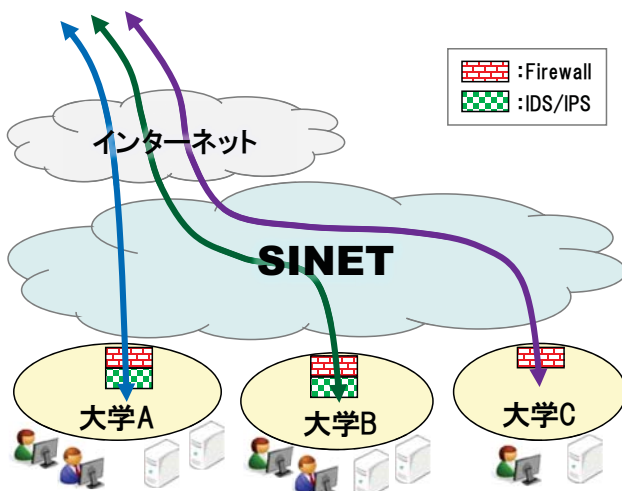 :Firewall
:IDS/IPS
インターネット
SINET
大学A
大学B
大学C